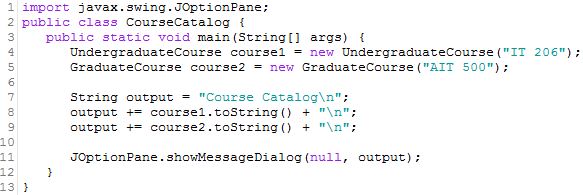 1 import javax.swing.JOptionPane;
2 public class CourseCatalog {
3    public static void main(String[] args) {
4       UndergraduateCourse course1 = new UndergraduateCourse("IT 206");
5       GraduateCourse course2 = new GraduateCourse("AIT 500");
6
7       String output = "Course Catalog\n";
8       output += course1.toString() + "\n";
9       output += course2.toString() + "\n";
10
11       JOptionPane.showMessageDialog(null, output);
12    }
13 }